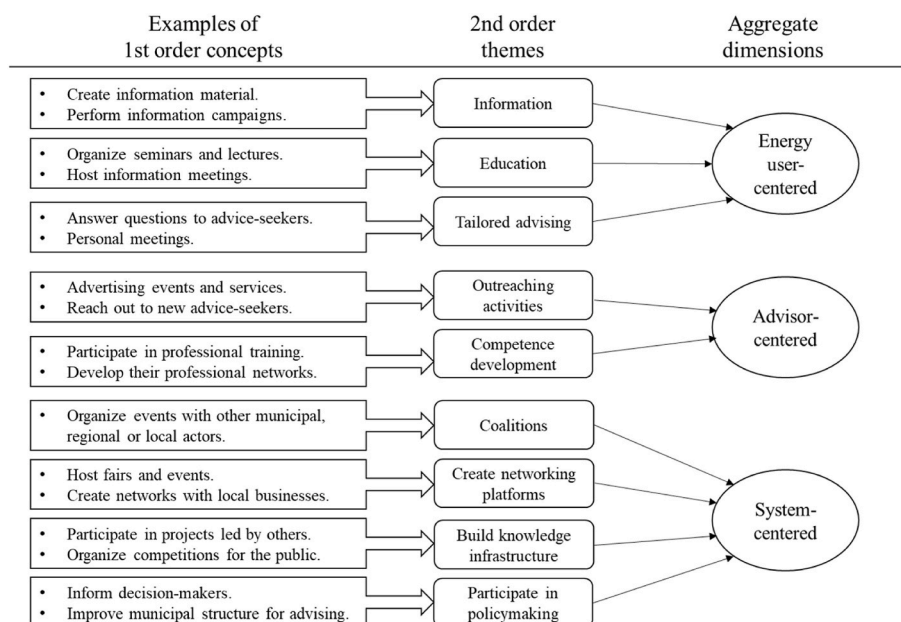 Examples of
1st order concepts
2nd order
themes
Aggregate
dimensions
• Create information material.
• Perform information campaigns.
Information
• Organize seminars and lectures.
• Host information meetings.
Education
• Answer questions to advice-seekers.
• Personal meetings.
Tailored advising
Energy
user-
centered
• Advertising events and services.
• Reach out to new advice-seekers.
Outreaching
activities
• Participate in professional training.
• Develop their professional networks.
Competence
development
Advisor-
centered
• Organize events with other municipal,
regional or local actors.
Coalitions
• Host fairs and events.
• Create networks with local businesses.
Create networking
platforms
• Participate in projects led by others.
• Organize competitions for the public.
Build knowledge
infrastructure
• Inform decision-makers.
• Improve municipal structure for advising.
Participate in
policymaking
System-
centered